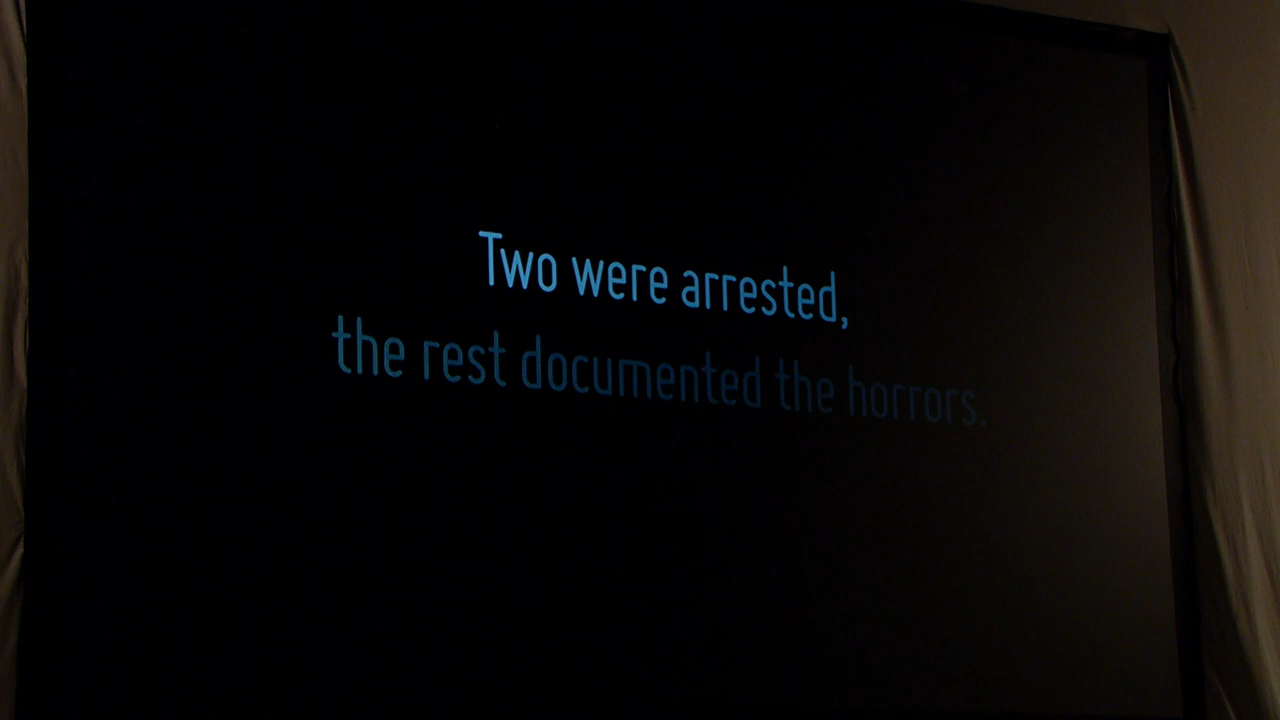 Two were arrested,
the rest documented the horrors.